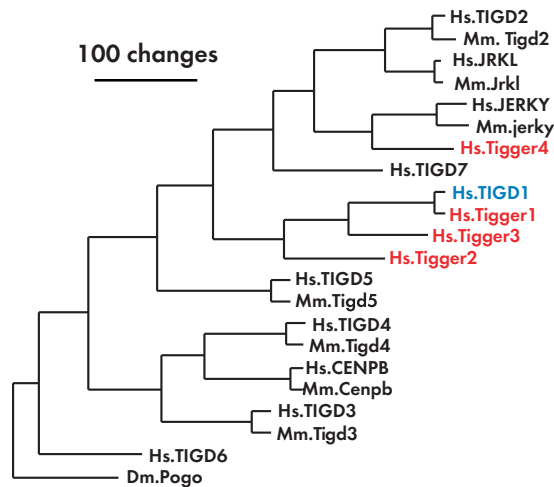 Hs.TIGD2
Mm. Tigd2
100 changes
Hs.JRKL
Mm.Jrkl
Hs.JERKY
Mm.jerky
Hs.Tigger4
Hs.TIGD7
Hs.TIGD1
Hs.Tigger1
Hs.Tigger3
Hs.Tigger2
Hs.TIGD5
Mm.Tigd5
Hs.TIGD4
Mm.Tigd4
Hs.CENPB
Mm.Cenpb
Hs.TIGD3
Mm.Tigd3
Hs.TIGD6
Dm.Pogo